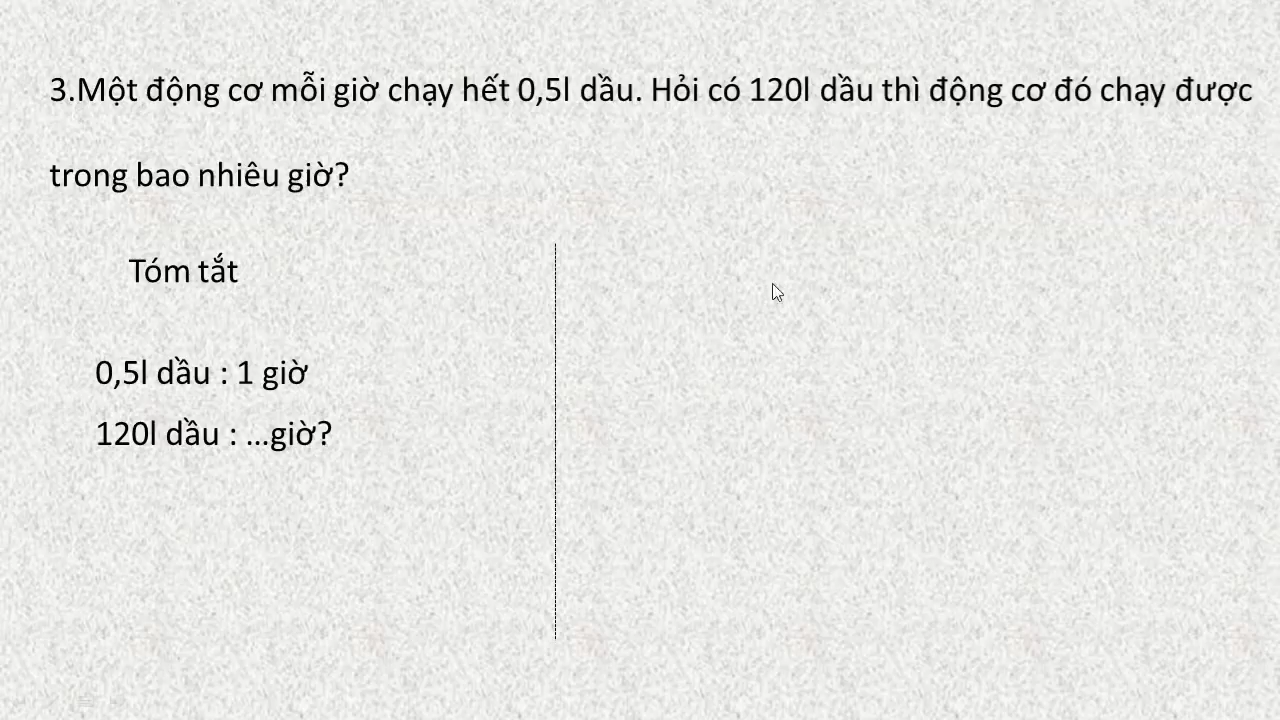 3.Một động cơ mỗi giờ chạy hết 0,5l dầu. Hỏi có 120l dầu thì động cơ đó chạy được
trong bao nhiêu giờ?
Tóm tắt
0,5l dầu : 1 giờ
120l dầu : ...giờ?